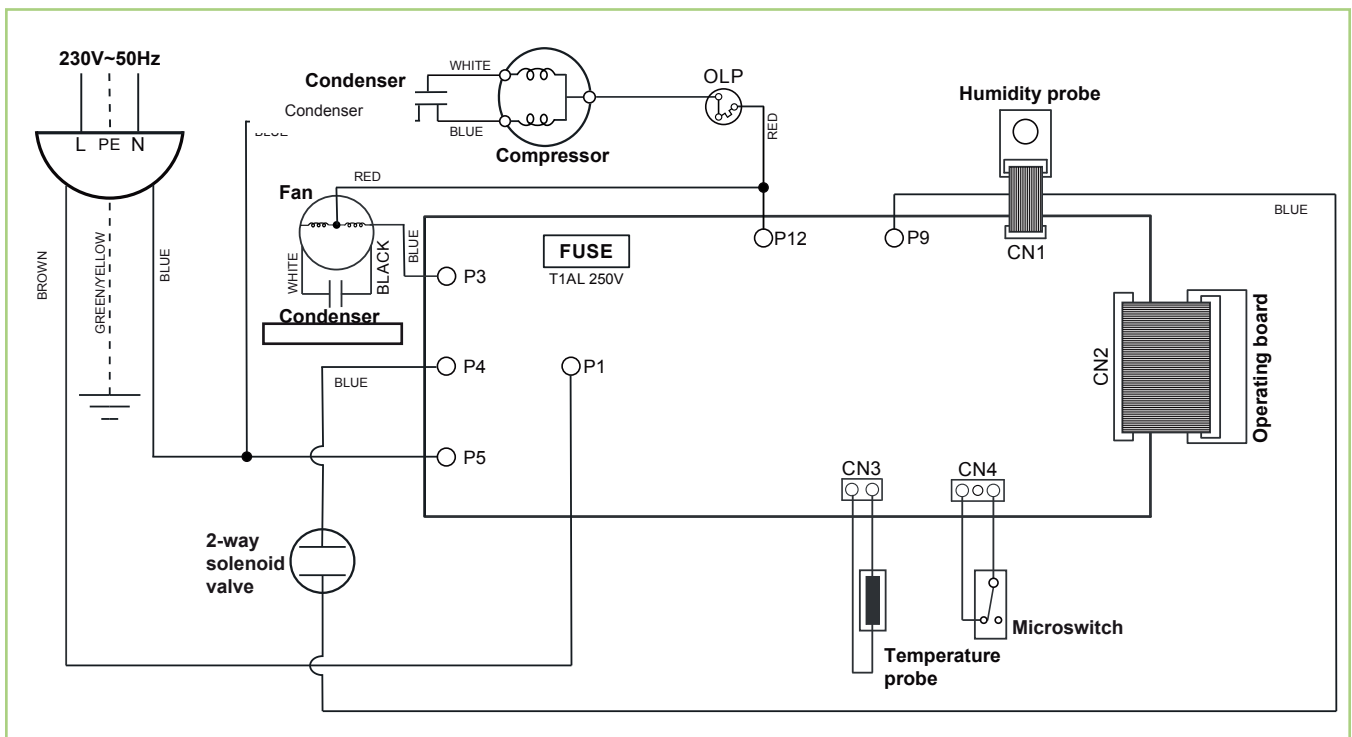 230V~50Hz
L PE N
BROWN
GREEN/YELLOW
BLUE
Condenser
Condenser
BLUE
WHITE
BLUE
Compressor
OLP
RED
RED
Fan
WHITE
BLACK
BLUE
Condenser
Humidity probe
CN1
BLUE
FUSE
T1AL 250V
P12
P9
P3
P4
BLUE
P1
P5
CN2
Operating board
CN3
CN4
2-way
solenoid
valve
Temperature
probe
Microswitch